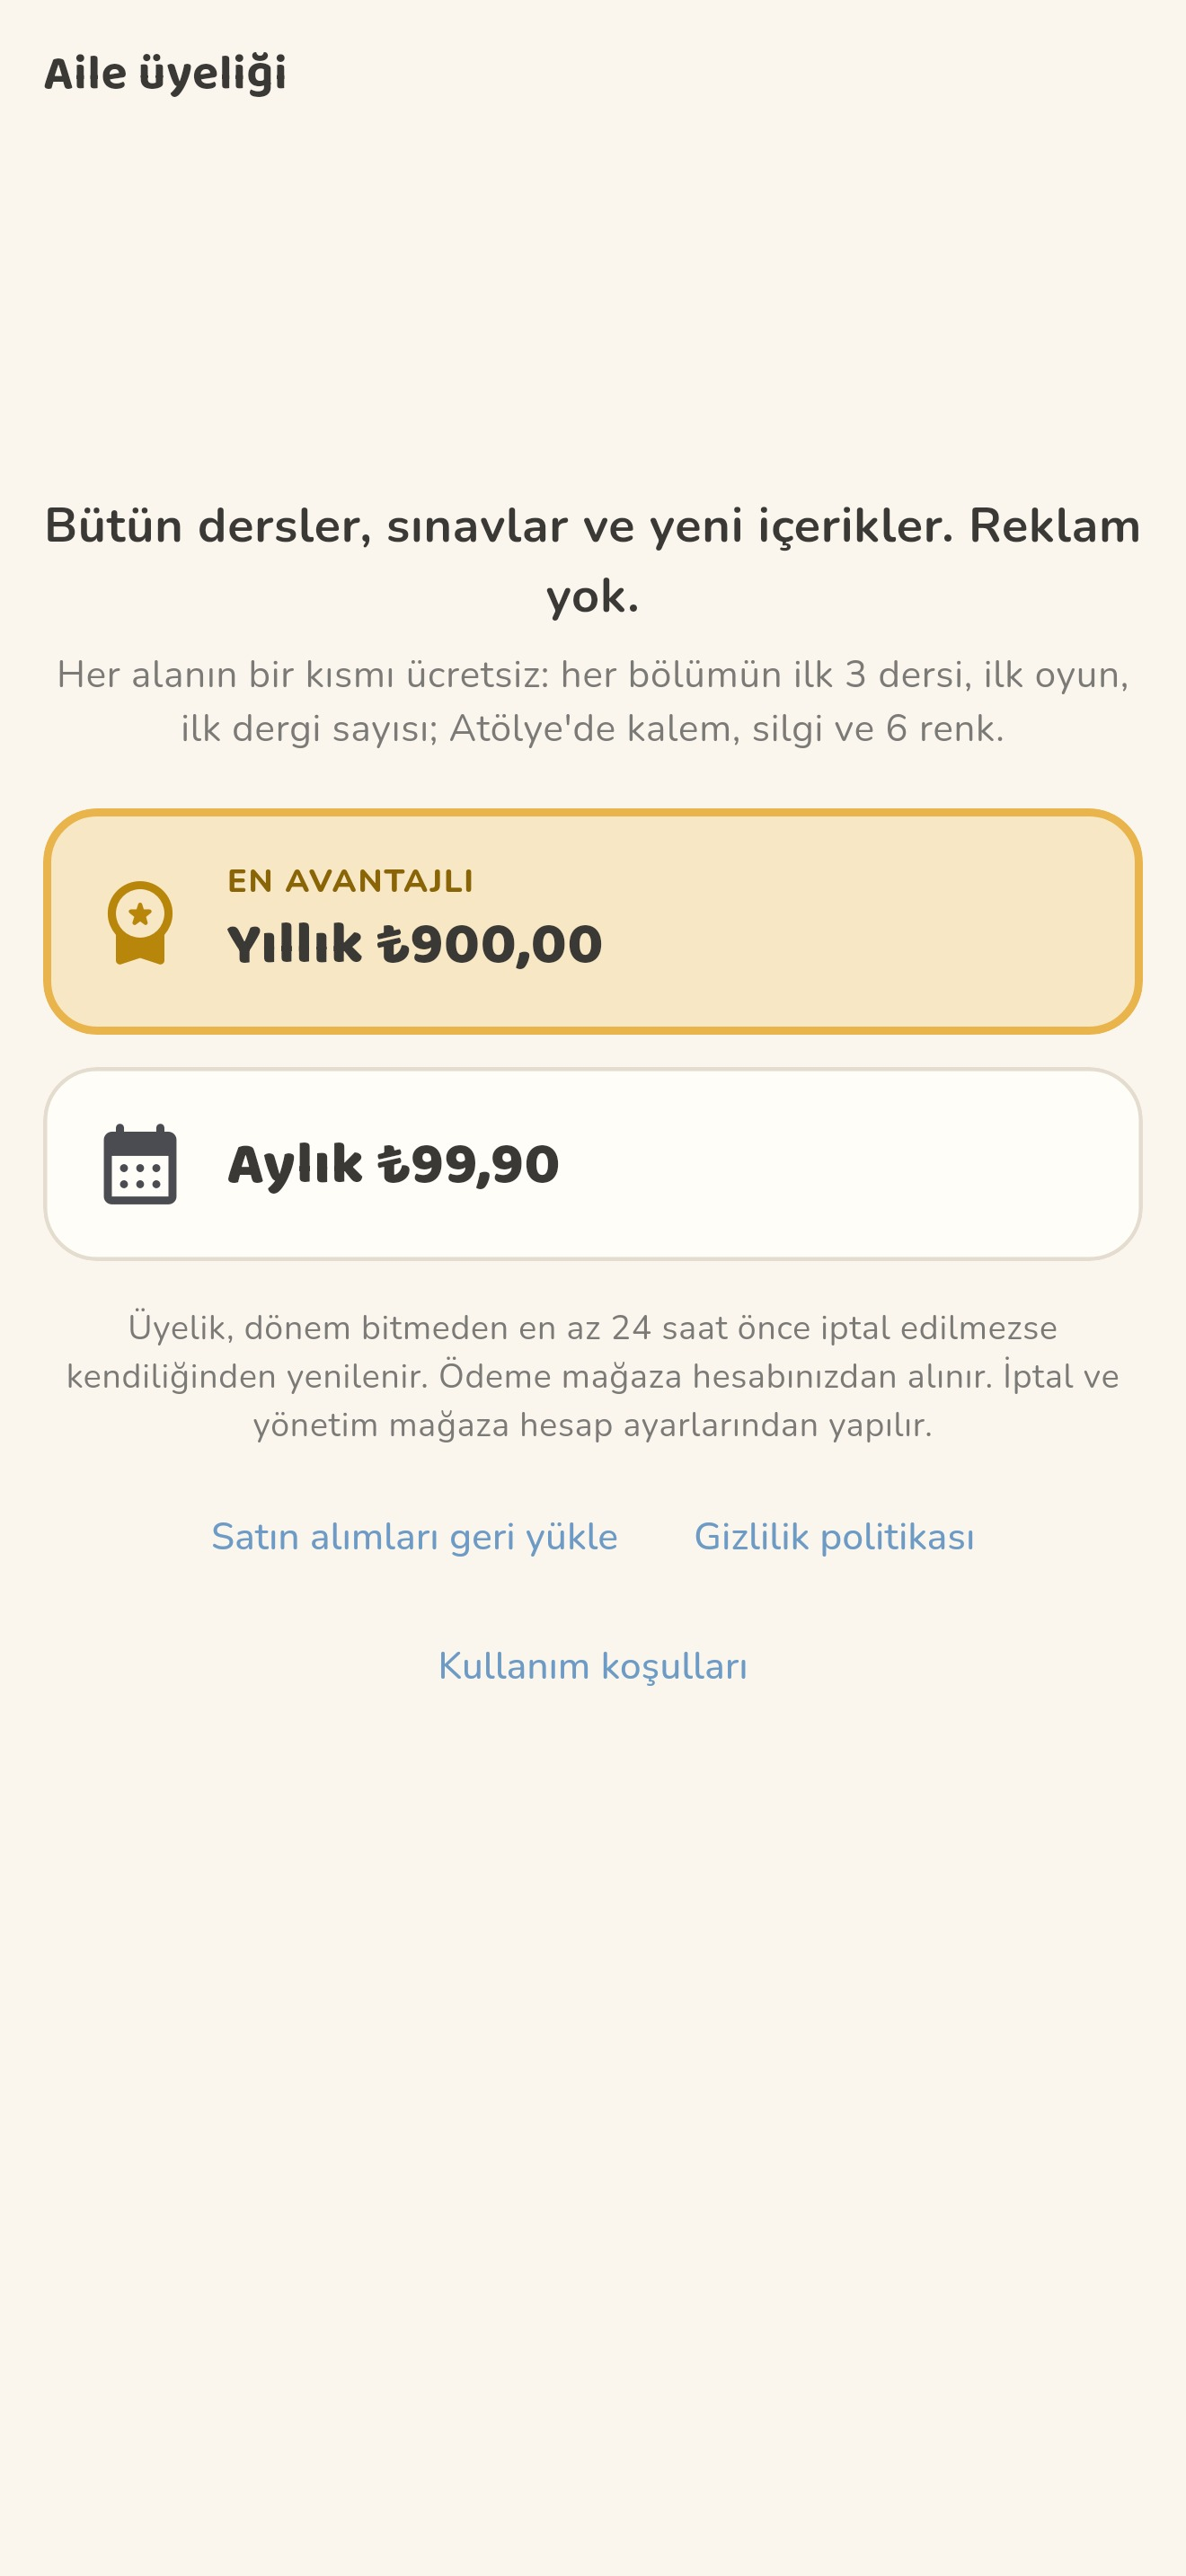 Aile üyeliği
Bütün dersler, sınavlar ve yeni içerikler. Reklam
yok.
Her alanın bir kısmı ücretsiz: her bölümün ilk 3 dersi, ilk oyun,
ilk dergi sayısı; Atölye'de kalem, silgi ve 6 renk.
EN AVANTAJLI
Yıllık ₺900,00
Aylık ₺99,90
Üyelik, dönem bitmeden en az 24 saat önce iptal edilmezse
kendiliğinden yenilenir. Ödeme mağaza hesabınızdan alınır. İptal ve
yönetim mağaza hesap ayarlarından yapılır.
Satın alımları geri yükle Gizlilik politikası
Kullanım koşulları